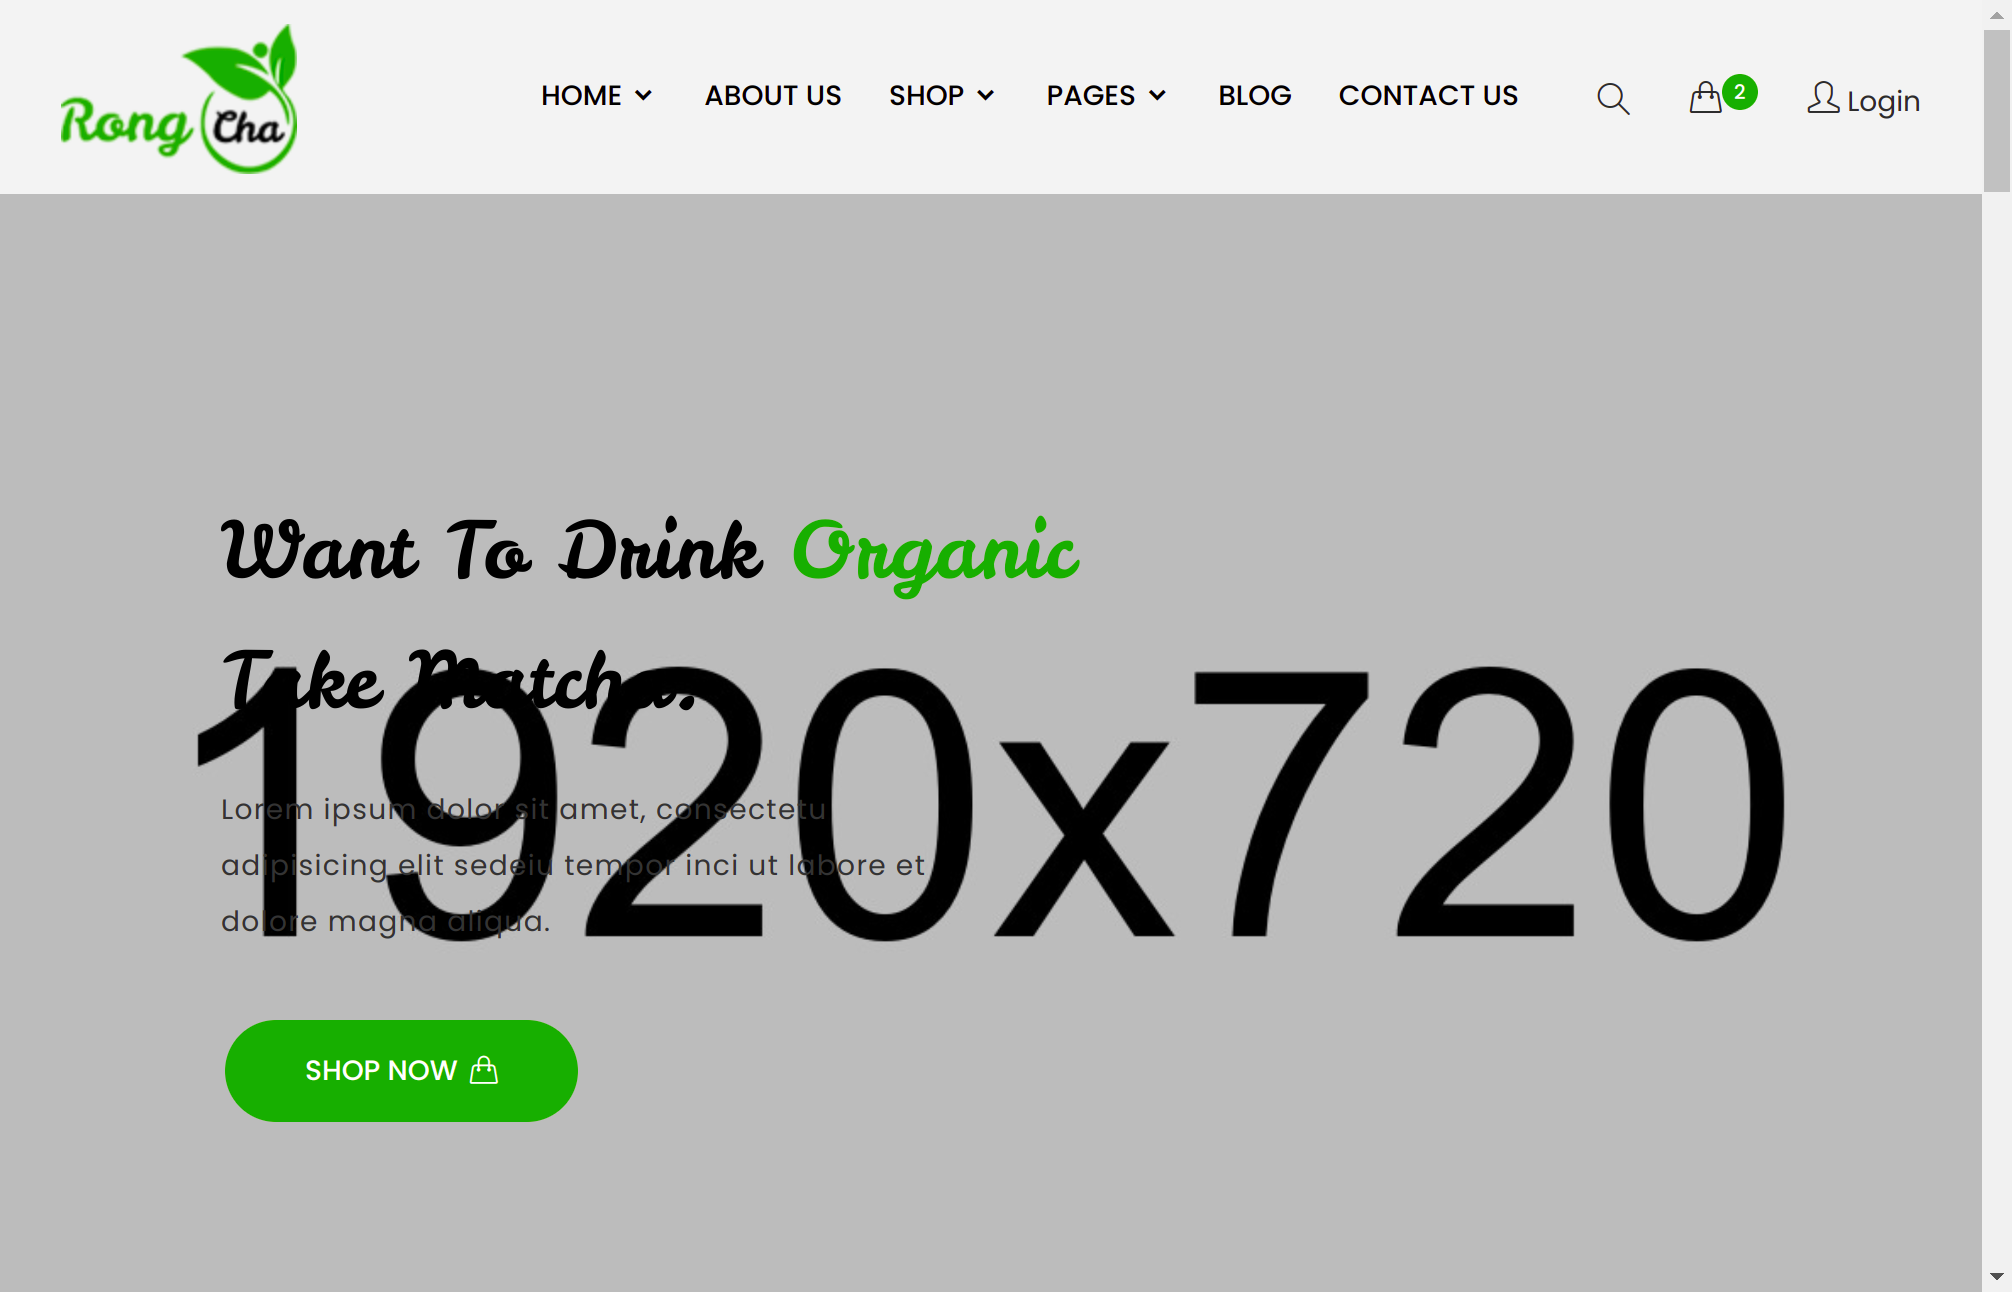 Rong Cha
HOME ABOUT US SHOP PAGES BLOG CONTACT US 2 Login
Want To Drink Organic
Take Matcha.
1920x720
Lorem ipsum dolor sit amet, consectetu
adipisicing elit sedeiu tempor inci ut labore et
dolore magna aliqua.
SHOP NOW